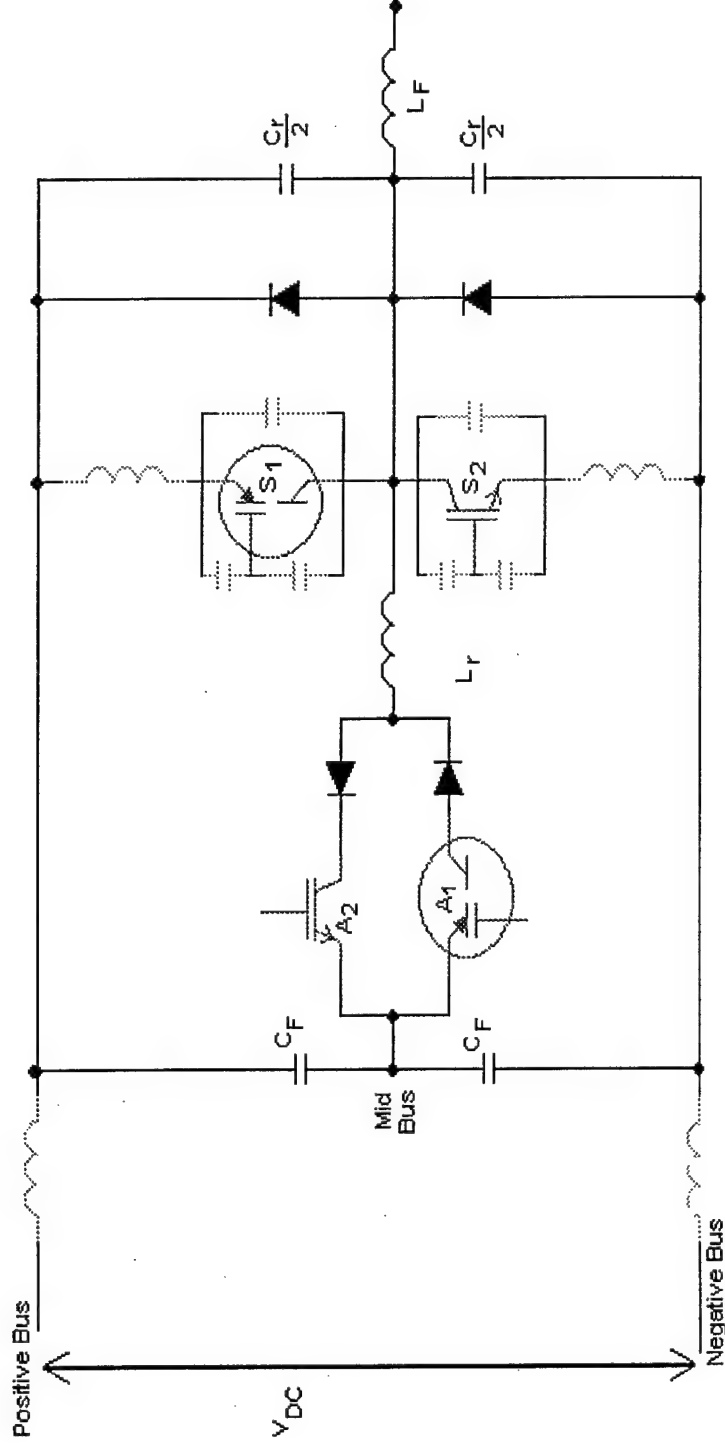 Positive Bus
V_DC
Negative Bus
C_F
Mid
Bus
C_F
A_2
A_1
L_r
S_1
S_2
C_r/2
C_r/2
L_F